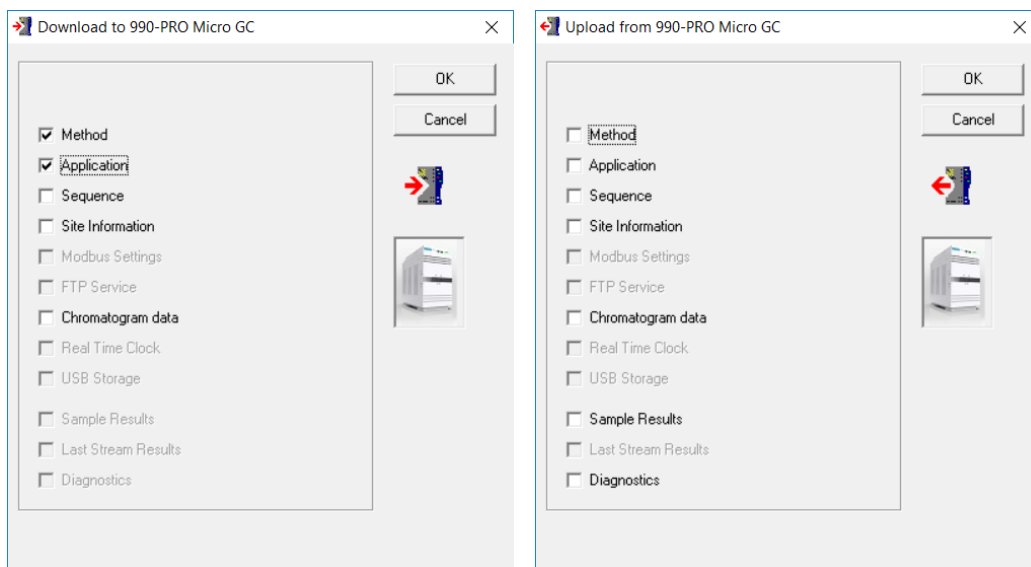 Download to 990-PRO Micro GC
OK
Cancel
Method
Application
Sequence
Site Information
Modbus Settings
FTP Service
Chromatogram data
Real Time Clock
USB Storage
Sample Results
Last Stream Results
Diagnostics
Upload from 990-PRO Micro GC
OK
Cancel
Method
Application
Sequence
Site Information
Modbus Settings
FTP Service
Chromatogram data
Real Time Clock
USB Storage
Sample Results
Last Stream Results
Diagnostics